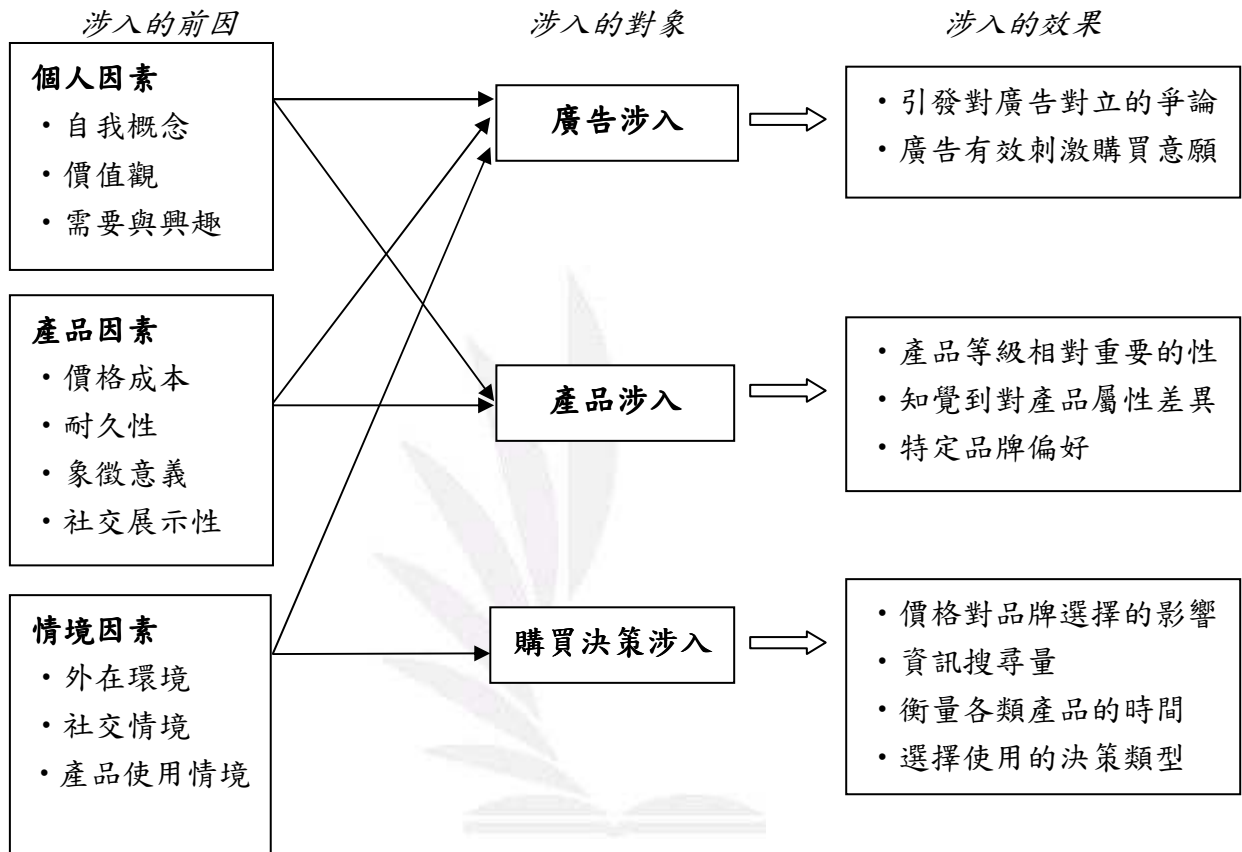 涉入的前因
涉入的對象
涉入的效果
個人因素
・自我概念
・價值觀
・需要與興趣
產品因素
・價格成本
・耐久性
・象徵意義
・社交展示性
情境因素
・外在環境
・社交情境
・產品使用情境
廣告涉入
產品涉入
購買決策涉入
・引發對廣告對立的爭論
・廣告有效刺激購買意願
・產品等級相對重要的性
・知覺到對產品屬性差異
・特定品牌偏好
・價格對品牌選擇的影響
・資訊搜尋量
・衡量各類產品的時間
・選擇使用的決策類型